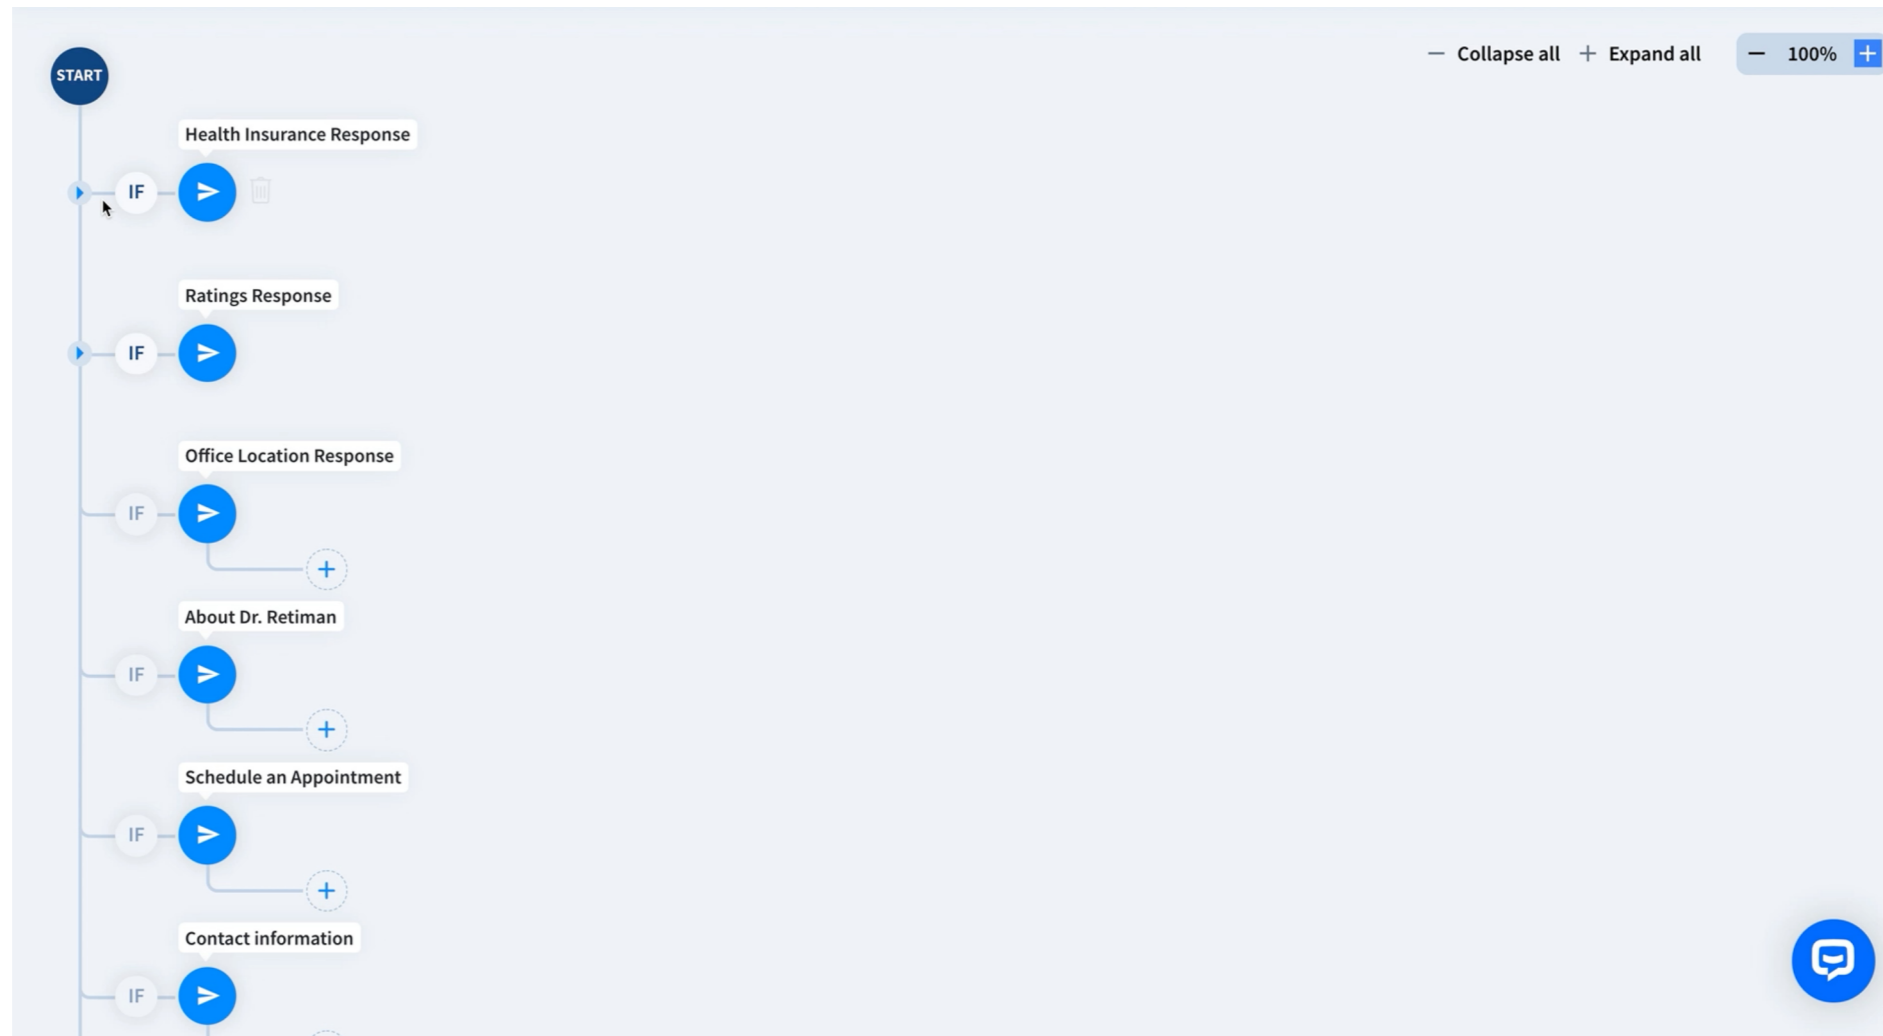 START
Collapse all
Expand all
100%
Health Insurance Response
IF
Ratings Response
IF
Office Location Response
IF
About Dr. Retiman
IF
Schedule an Appointment
IF
Contact information
IF